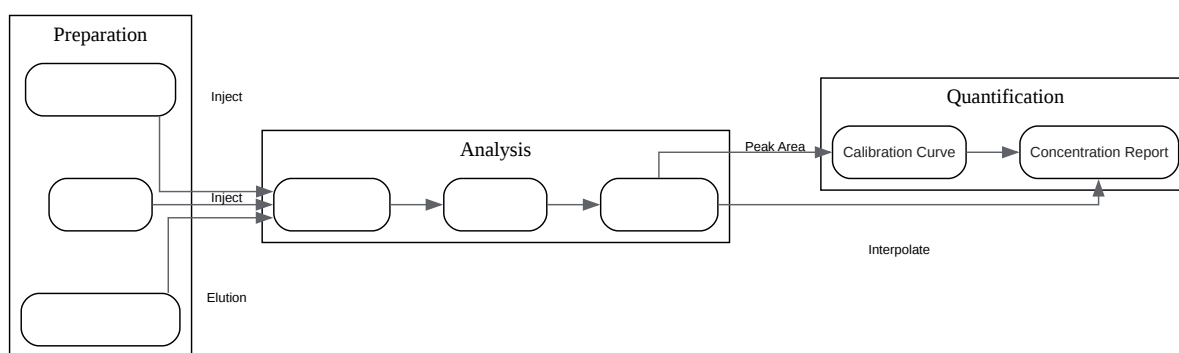 Preparation
Inject
Inject
Elution
Analysis
Peak Area
Interpolate
Quantification
Calibration Curve
Concentration Report